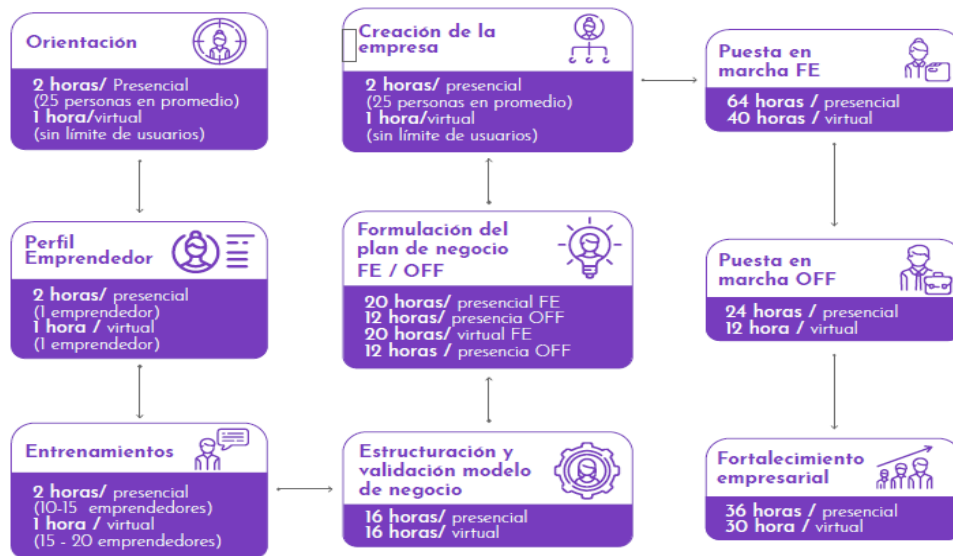 Orientación
2 horas/ Presencial
(25 personas en promedio)
1 hora/virtual
(sin límite de usuarios)
Perfil
Emprendedor
2 horas/ presencial
(1 emprendedor)
1 hora / virtual
(1 emprendedor)
Entrenamientos
2 horas/ presencial
(10-15 emprendedores)
1 hora / virtual
(15 - 20 emprendedores)
Estructuración y
validación modelo
de negocio
16 horas/ presencial
16 horas/ virtual
Formulación del
plan de negocio
FE / OFF
20 horas/ presencial FE
12 horas/ presencia OFF
20 horas/ virtual FE
12 horas / presencia OFF
Creación de la
empresa
2 horas/ presencial
(25 personas en promedio)
1 hora/virtual
(sin límite de usuarios)
Puesta en
marcha FE
64 horas / presencial
40 horas / virtual
Puesta en
marcha OFF
24 horas / presencial
12 hora / virtual
Fortalecimiento
empresarial
36 horas / presencial
30 hora / virtual